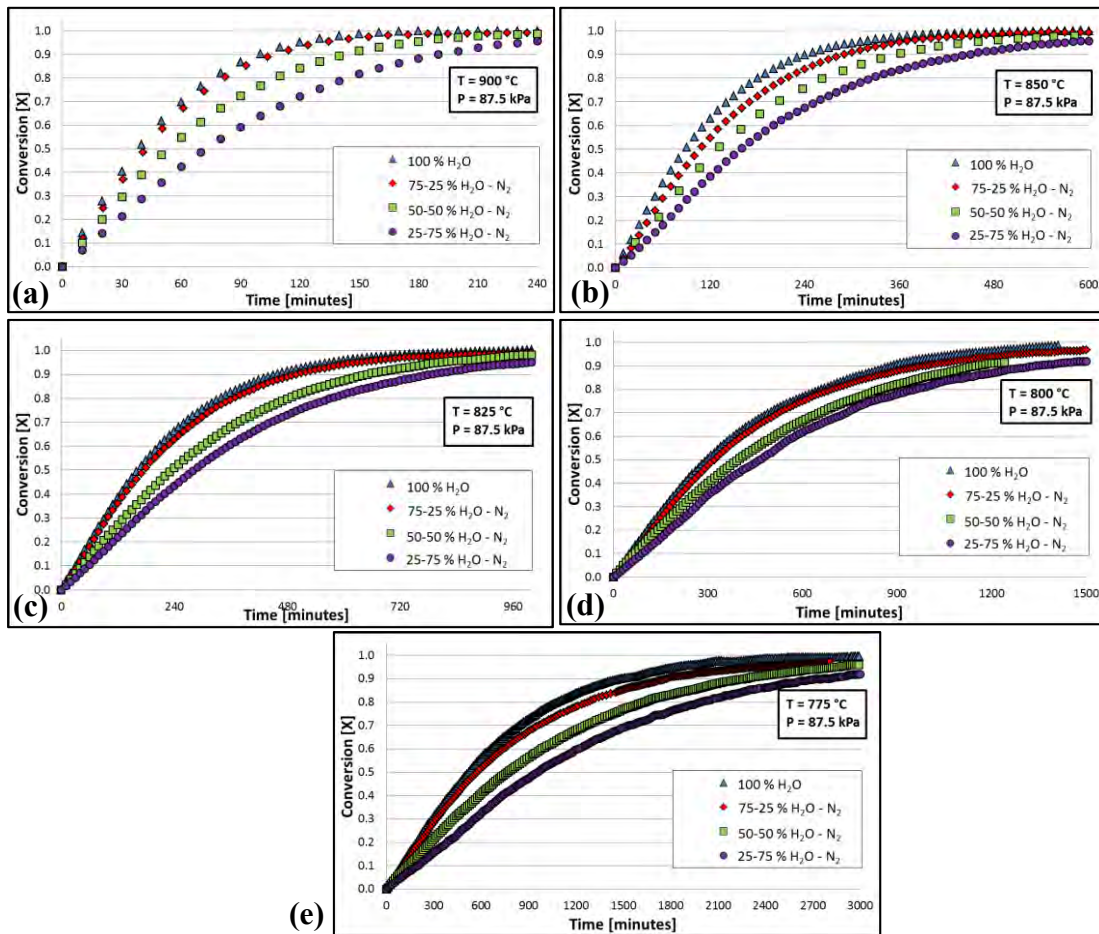 1.0
0.9
0.8
0.7
0.6
0.5
0.4
0.3
0.2
0.1
0.0
Conversion [X]
T = 900 °C
P = 87.5 kPa
100 % H₂O
75-25 % H₂O - N₂
50-50 % H₂O - N₂
25-75 % H₂O - N₂
0 30 60 90 120 150 180 210 240
Time [minutes]
(a)
1.0
0.9
0.8
0.7
0.6
0.5
0.4
0.3
0.2
0.1
0.0
Conversion [X]
T = 850 °C
P = 87.5 kPa
100 % H₂O
75-25 % H₂O - N₂
50-50 % H₂O - N₂
25-75 % H₂O - N₂
0 120 240 360 480 600
Time [minutes]
(b)
1.0
0.9
0.8
0.7
0.6
0.5
0.4
0.3
0.2
0.1
0.0
Conversion [X]
T = 825 °C
P = 87.5 kPa
100 % H₂O
75-25 % H₂O - N₂
50-50 % H₂O - N₂
25-75 % H₂O - N₂
0 240 480 720 960
Time [minutes]
(c)
1.0
0.9
0.8
0.7
0.6
0.5
0.4
0.3
0.2
0.1
0.0
Conversion [X]
T = 800 °C
P = 87.5 kPa
100 % H₂O
75-25 % H₂O - N₂
50-50 % H₂O - N₂
25-75 % H₂O - N₂
0 300 600 900 1200 1500
Time [minutes]
(d)
1.0
0.9
0.8
0.7
0.6
0.5
0.4
0.3
0.2
0.1
0.0
Conversion [X]
T = 775 °C
P = 87.5 kPa
100 % H₂O
75-25 % H₂O - N₂
50-50 % H₂O - N₂
25-75 % H₂O - N₂
0 300 600 900 1200 1500 1800 2100 2400 2700 3000
Time [minutes]
(e)